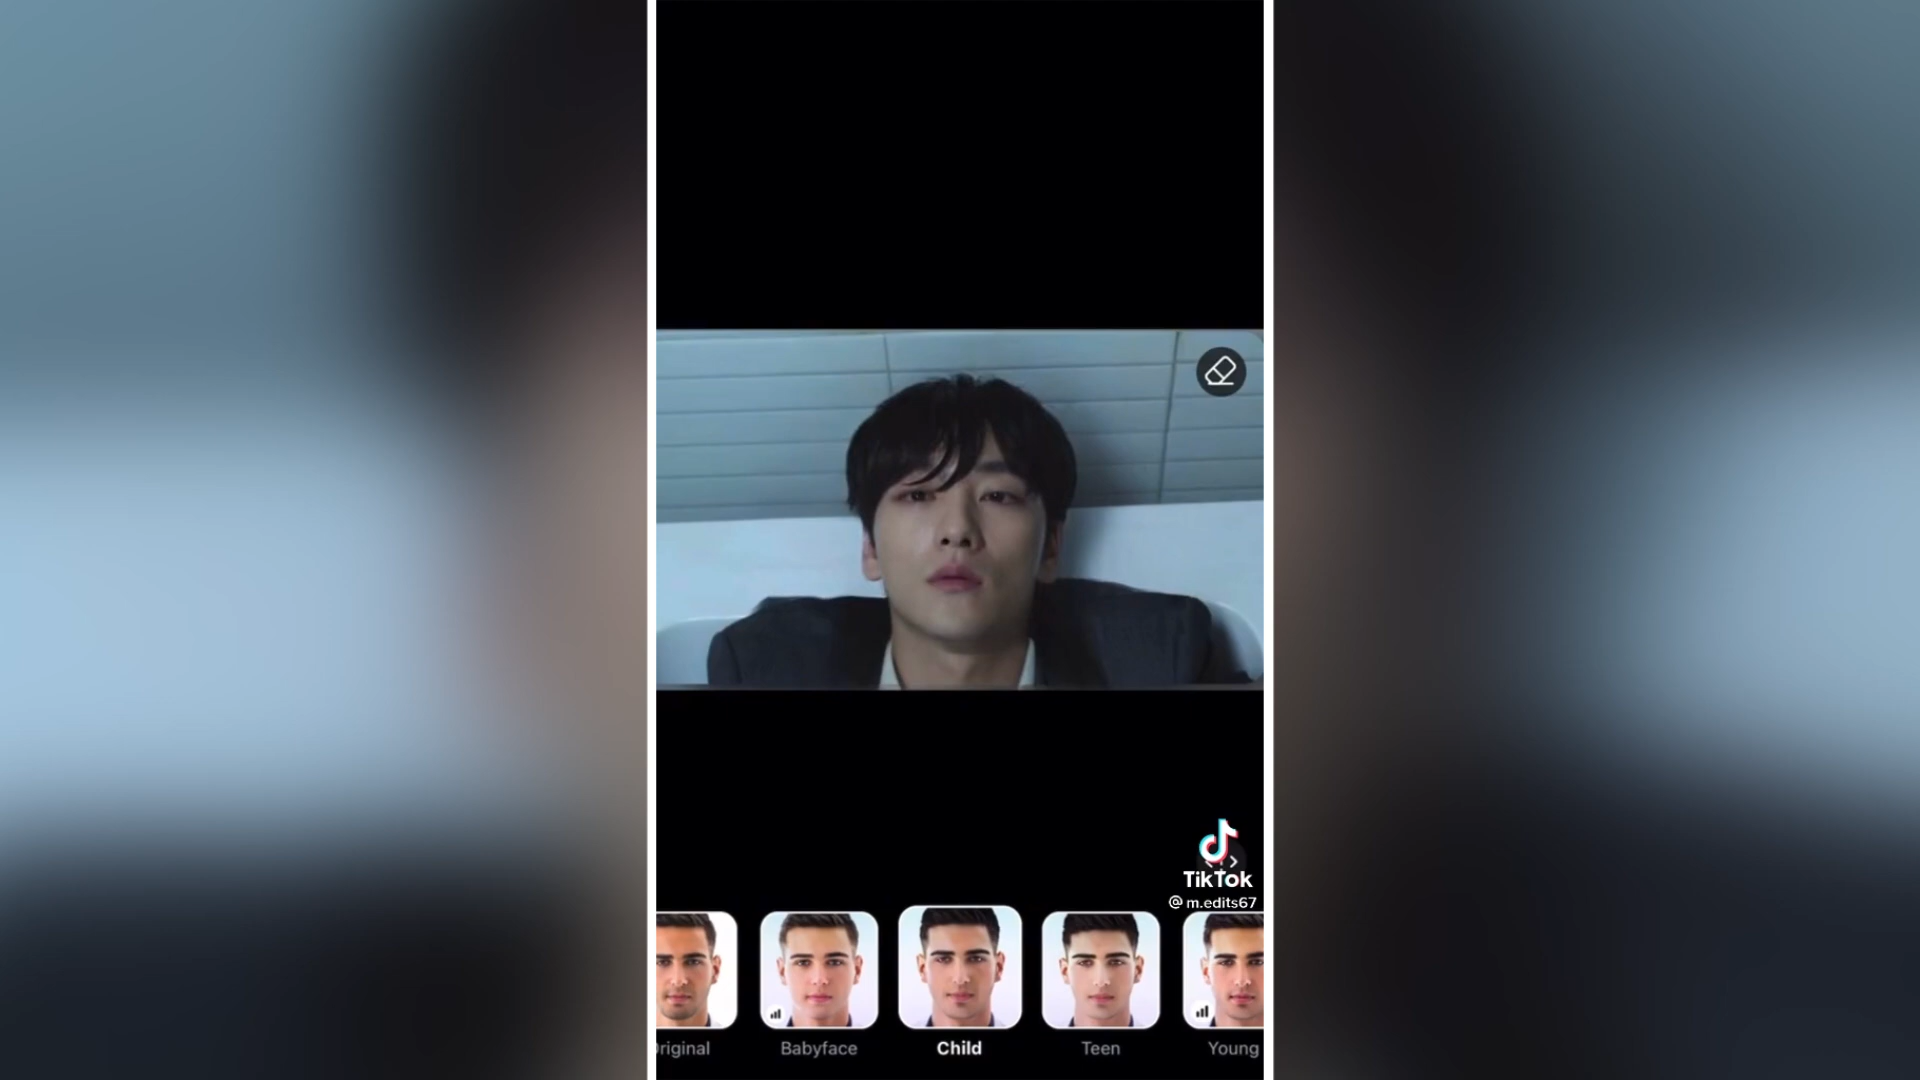 TikTok
@ m.edits67
riginal
Babyface
Child
Teen
Young